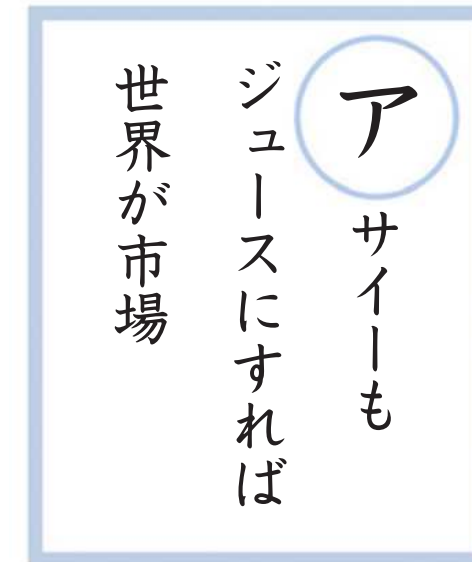 アサイーも
ジュースにすれば
世界が市場